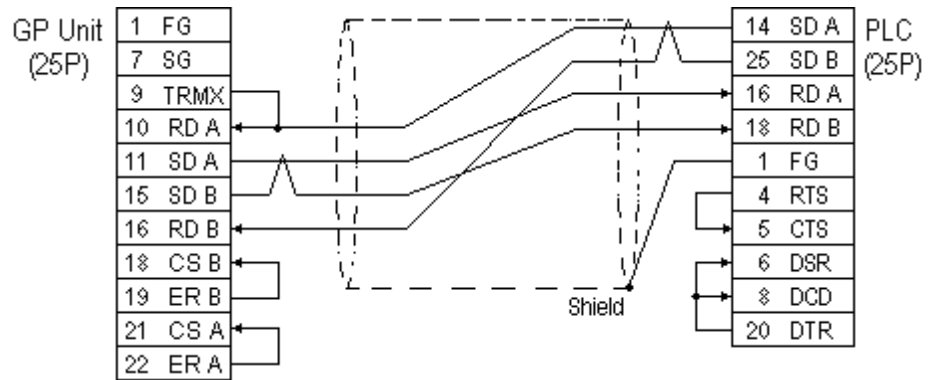 GP Unit
(25P)
1 FG
7 SG
9 TRMX
10 RD A
11 SD A
15 SD B
16 RD B
18 CS B
19 ER B
21 CS A
22 ER A
Shield
14 SD A
25 SD B
16 RD A
18 RD B
1 FG
4 RTS
5 CTS
6 DSR
8 DCD
20 DTR
PLC
(25P)